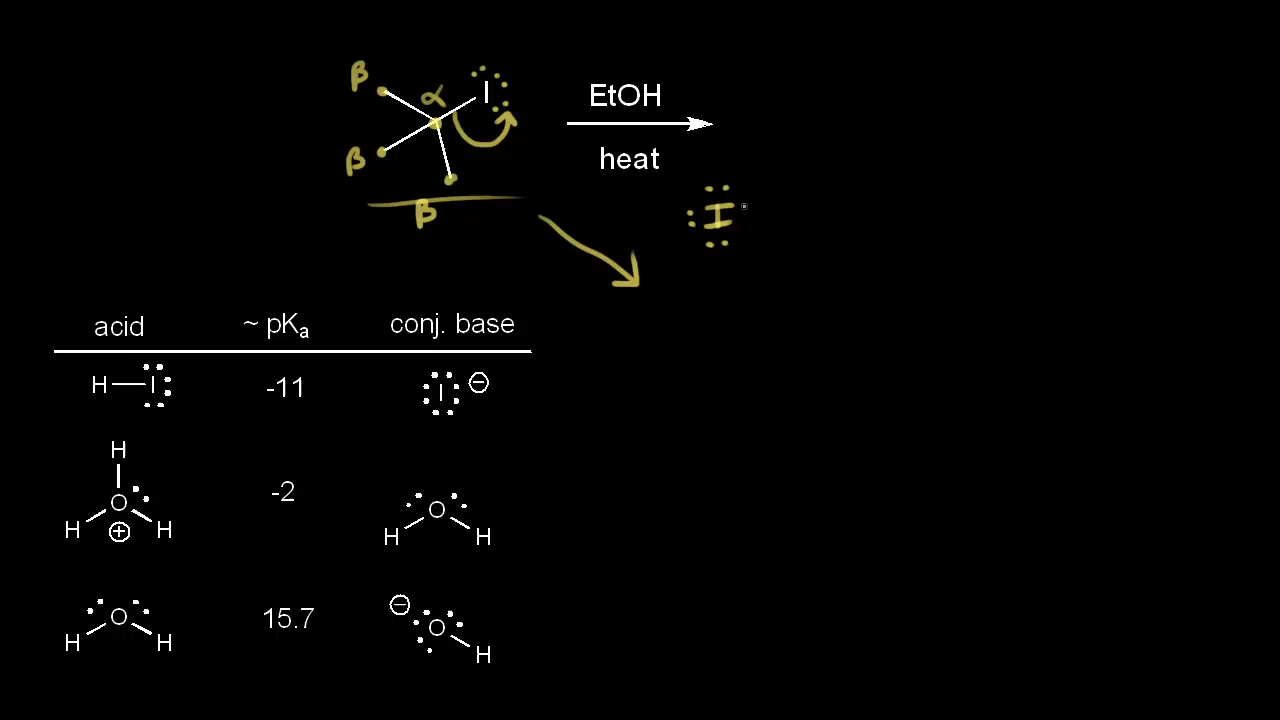 β
α
I
β
β
EtOH
heat
I
acid ~ pKa conj. base
H I -11 I ⊖
H
O
H ⊕ H -2 O
H H
O
H H 15.7 ⊖ O
H